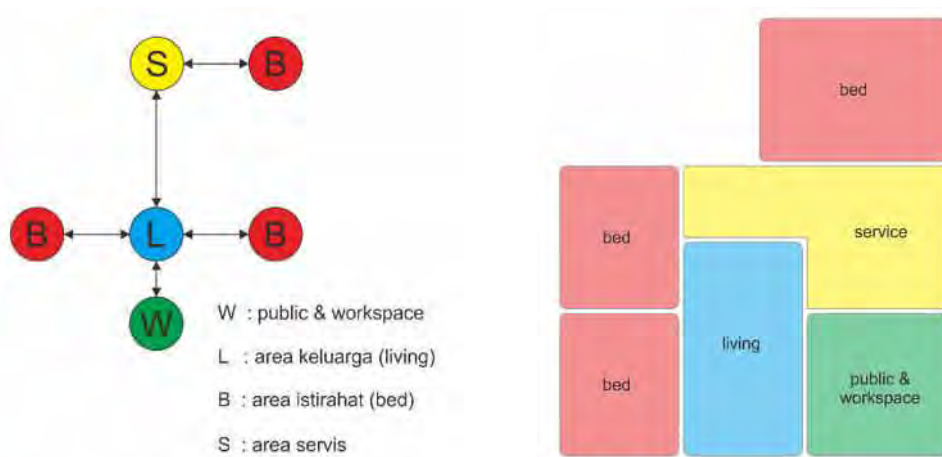 S
B
B
L
B
W
W : public & workspace
L : area keluarga (living)
B : area istirahat (bed)
S : area servis
bed
bed
service
living
bed
public &
workspace